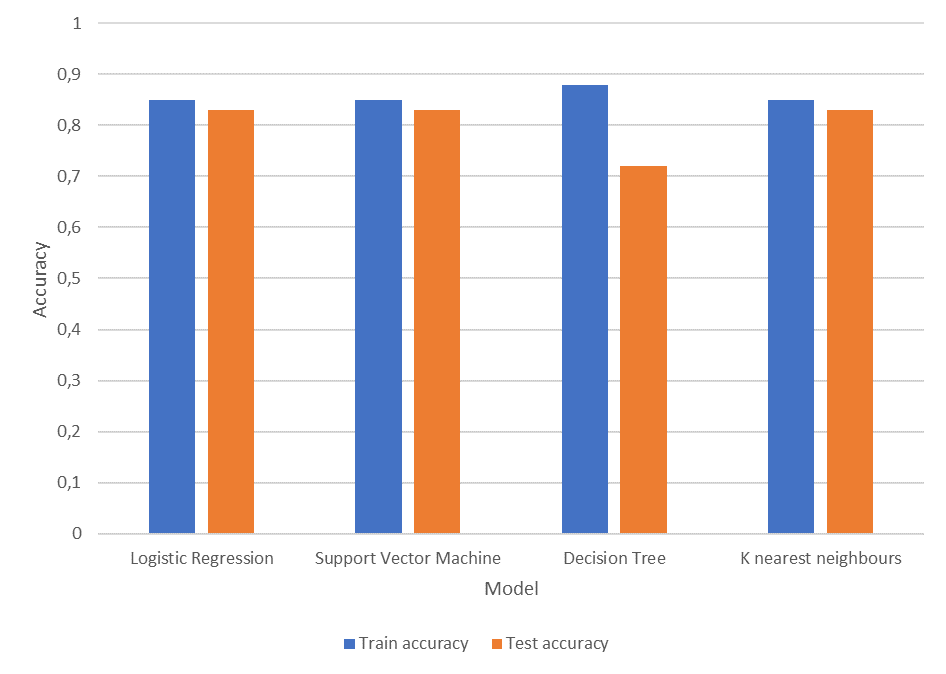 1
0,9
0,8
0,7
0,6
0,5
0,4
0,3
0,2
0,1
0
Accuracy
Logistic Regression Support Vector Machine Decision Tree K nearest neighbours
Model
Train accuracy Test accuracy